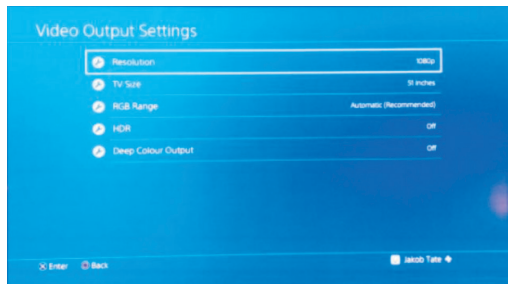 Video Output Settings
Resolution 1080p
TV Size 51 inches
RGB Range Automatic (Recommended)
HDR Off
Deep Colour Output Off
Enter Back Jakob Tate